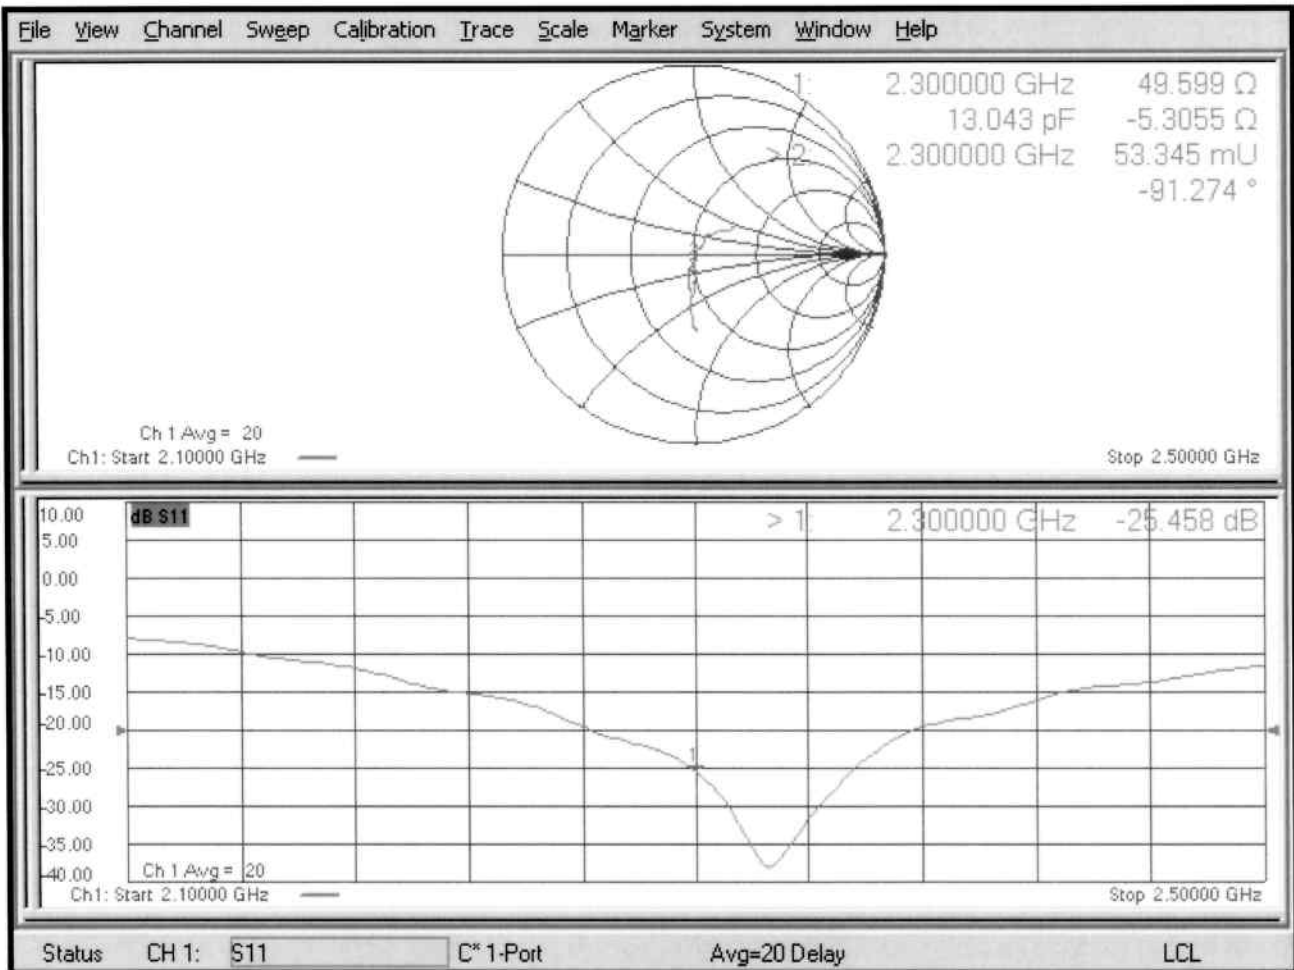 File View Channel Sweep Calibration Trace Scale Marker System Window Help
1: 2.300000 GHz 49.599 Ω
13.043 pF -5.3055 Ω
> 2: 2.300000 GHz 53.345 mU
-91.274 °
Ch 1 Avg = 20
Ch1: Start 2.10000 GHz
Stop 2.50000 GHz
10.00
dB S11
> 1: 2.300000 GHz -25.458 dB
5.00
0.00
-5.00
-10.00
-15.00
-20.00
1
-25.00
-30.00
-35.00
-40.00
Ch 1 Avg = 20
Ch1: Start 2.10000 GHz
Stop 2.50000 GHz
Status CH 1: S11 C* 1-Port Avg=20 Delay LCL